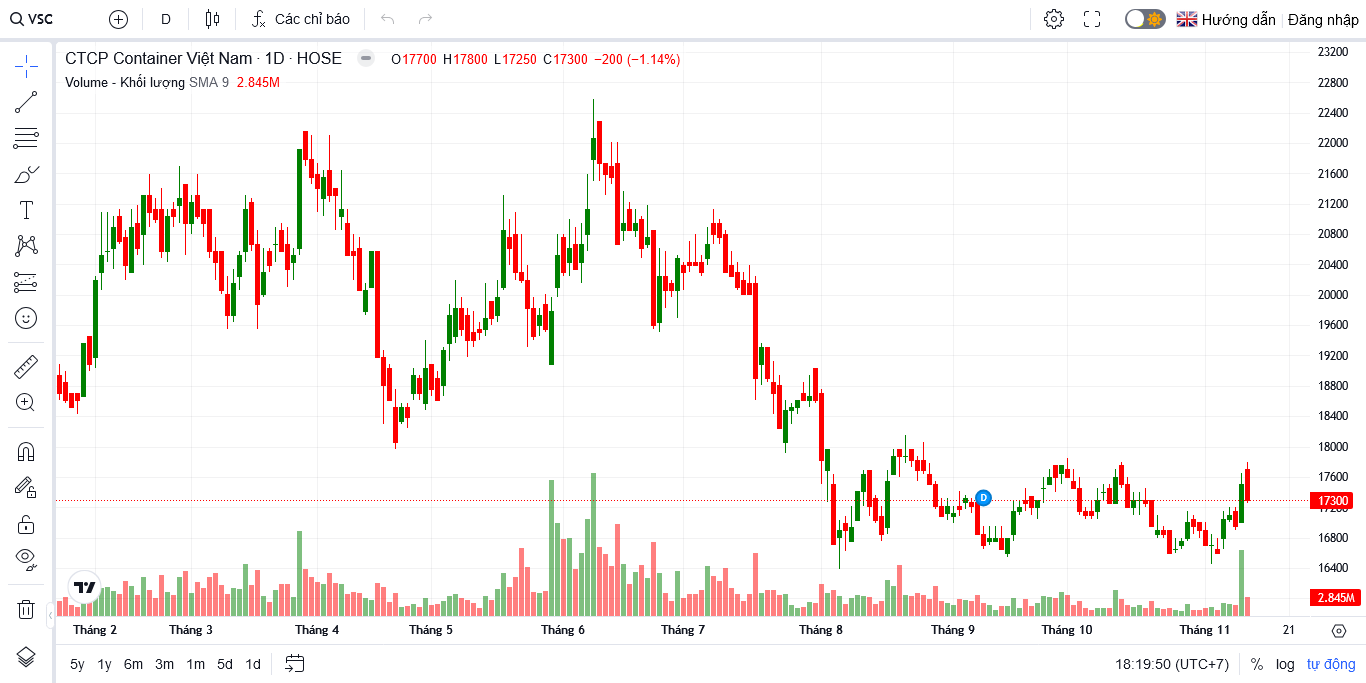 VSC D Các chỉ báo Hướng dẫn Đăng nhập
CTCP Container Việt Nam · 1D · HOSE O17700 H17800 L17250 C17300 −200 (−1.14%)
Volume - Khối lượng SMA 9 2.845M
23200
22800
22400
22000
21600
21200
20800
20400
20000
19600
19200
18800
18400
18000
17600
D
17300
17200
16800
16400
2.845M
Tháng 2 Tháng 3 Tháng 4 Tháng 5 Tháng 6 Tháng 7 Tháng 8 Tháng 9 Tháng 10 Tháng 11 21
5y 1y 6m 3m 1m 5d 1d 18:19:50 (UTC+7) % log tự động